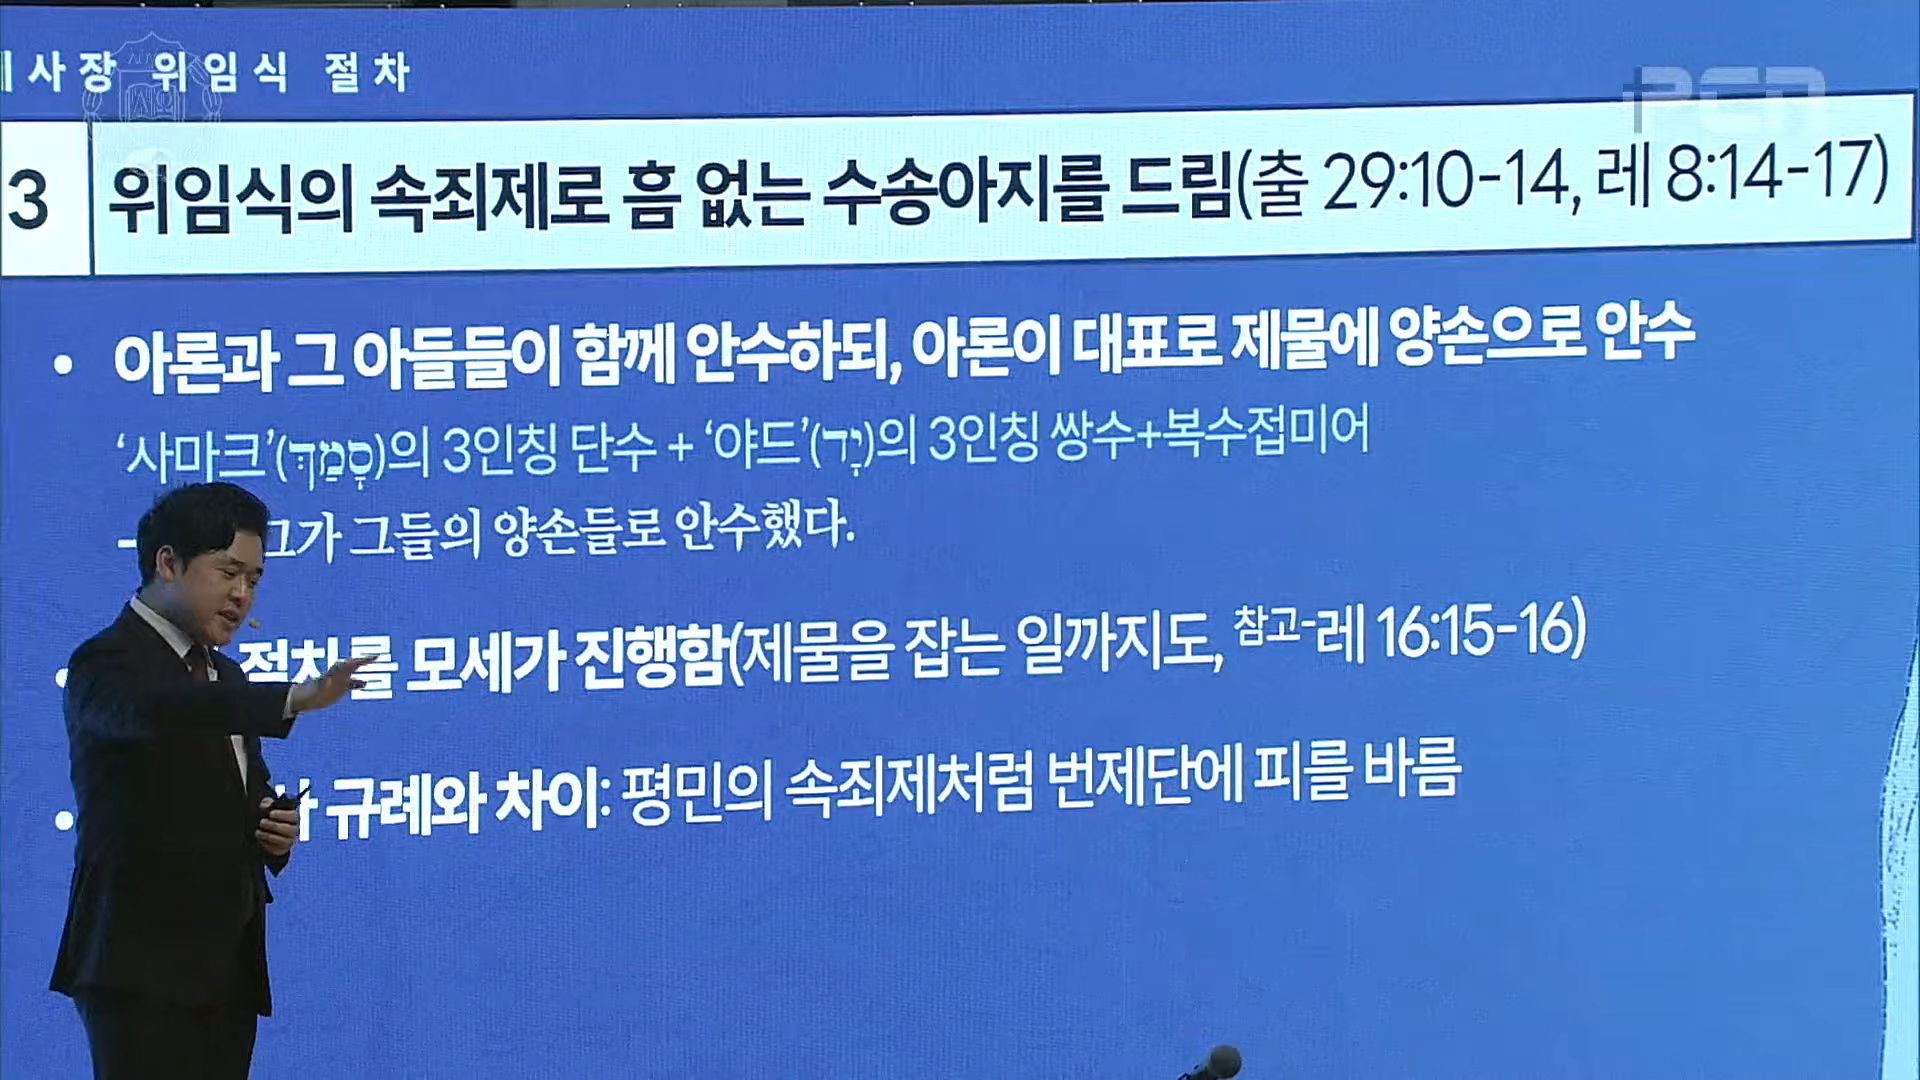 사장 위임식 절차
PCN
3 위임식의 속죄제로 흠 없는 수송아지를 드림(출 29:10-14, 레 8:14-17)
• 아론과 그 아들들이 함께 안수하되, 아론이 대표로 제물에 양손으로 안수
‘사마크’(סָמַךְ)의 3인칭 단수 + ‘야드’(יָד)의 3인칭 쌍수+복수접미어
그가 그들의 양손들로 안수했다.
절차를 모세가 진행함(제물을 잡는 일까지도, 참고-레 16:15-16)
• 규례와 차이: 평민의 속죄제처럼 번제단에 피를 바름